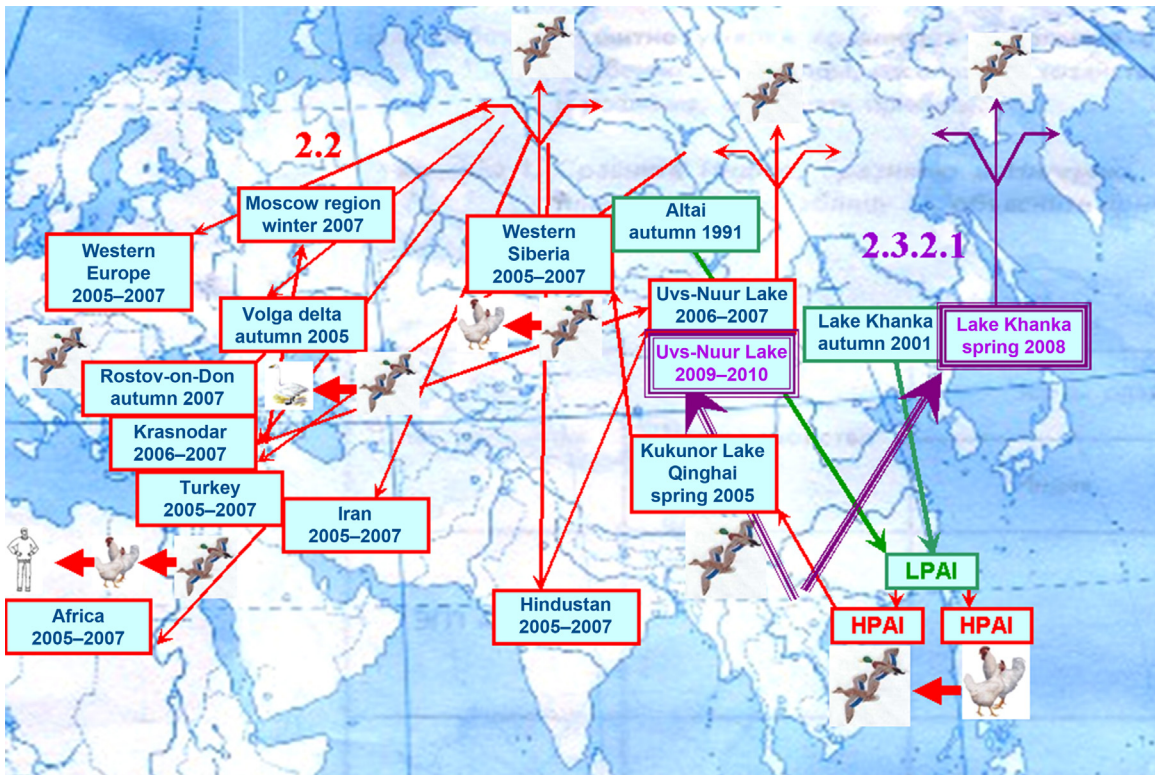 2.2
Moscow region
winter 2007
Western
Siberia
2005–2007
Altai
autumn 1991
2.3.2.1
Western
Europe
2005–2007
Volga delta
autumn 2005
Uvs-Nuur Lake
2006–2007
Lake Khanka
autumn 2001
Lake Khanka
spring 2008
Uvs-Nuur Lake
2009–2010
Rostov-on-Don
autumn 2007
Krasnodar
2006–2007
Kukunor Lake
Qinghai
spring 2005
Turkey
2005–2007
Iran
2005–2007
LPAI
Africa
2005–2007
Hindustan
2005–2007
HPAI
HPAI